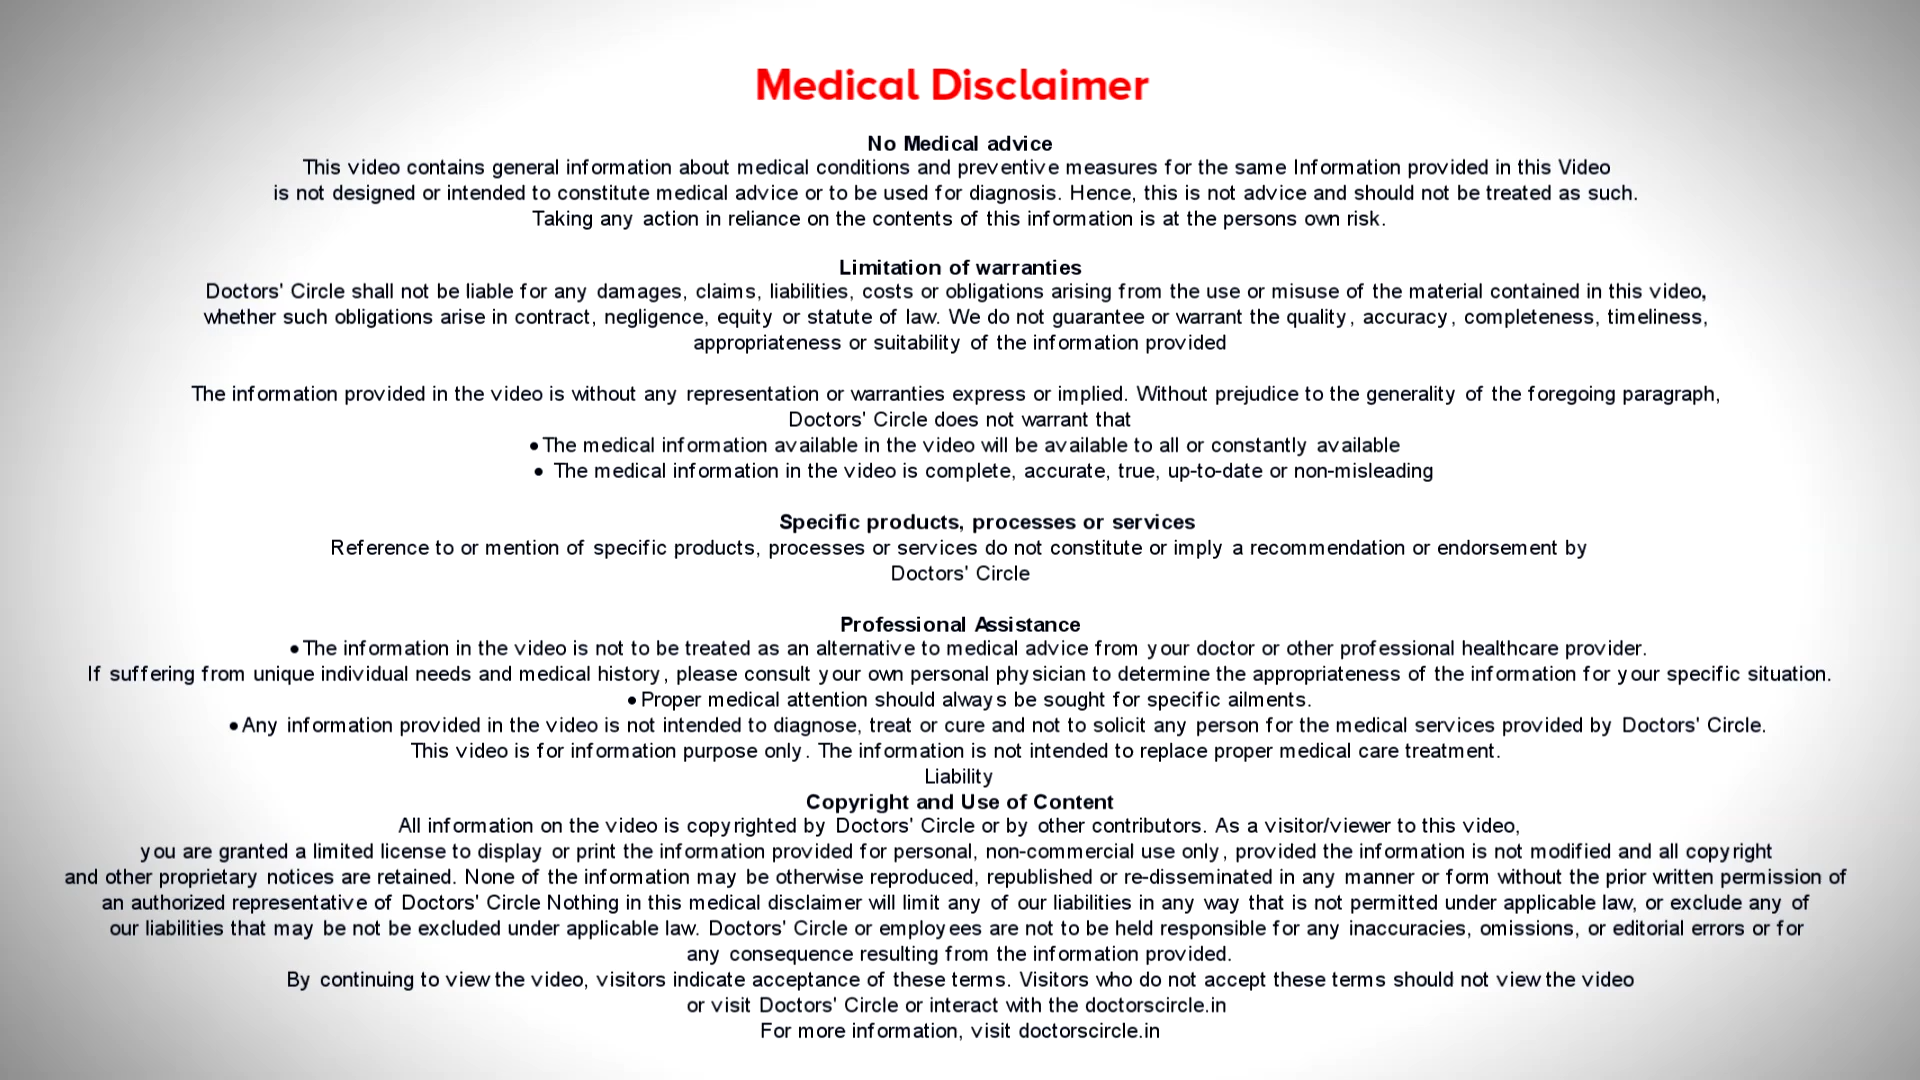 Medical Disclaimer
No Medical advice
This video contains general information about medical conditions and preventive measures for the same Information provided in this Video
is not designed or intended to constitute medical advice or to be used for diagnosis. Hence, this is not advice and should not be treated as such.
Taking any action in reliance on the contents of this information is at the persons own risk.
Limitation of warranties
Doctors' Circle shall not be liable for any damages, claims, liabilities, costs or obligations arising from the use or misuse of the material contained in this video,
whether such obligations arise in contract, negligence, equity or statute of law. We do not guarantee or warrant the quality, accuracy, completeness, timeliness,
appropriateness or suitability of the information provided
The information provided in the video is without any representation or warranties express or implied. Without prejudice to the generality of the foregoing paragraph,
Doctors' Circle does not warrant that
• The medical information available in the video will be available to all or constantly available
• The medical information in the video is complete, accurate, true, up-to-date or non-misleading
Specific products, processes or services
Reference to or mention of specific products, processes or services do not constitute or imply a recommendation or endorsement by
Doctors' Circle
Professional Assistance
• The information in the video is not to be treated as an alternative to medical advice from your doctor or other professional healthcare provider.
If suffering from unique individual needs and medical history, please consult your own personal physician to determine the appropriateness of the information for your specific situation.
• Proper medical attention should always be sought for specific ailments.
• Any information provided in the video is not intended to diagnose, treat or cure and not to solicit any person for the medical services provided by Doctors' Circle.
This video is for information purpose only. The information is not intended to replace proper medical care treatment.
Liability
Copyright and Use of Content
All information on the video is copyrighted by Doctors' Circle or by other contributors. As a visitor/viewer to this video,
you are granted a limited license to display or print the information provided for personal, non-commercial use only, provided the information is not modified and all copyright
and other proprietary notices are retained. None of the information may be otherwise reproduced, republished or re-disseminated in any manner or form without the prior written permission of
an authorized representative of Doctors' Circle Nothing in this medical disclaimer will limit any of our liabilities in any way that is not permitted under applicable law, or exclude any of
our liabilities that may be not be excluded under applicable law. Doctors' Circle or employees are not to be held responsible for any inaccuracies, omissions, or editorial errors or for
any consequence resulting from the information provided.
By continuing to view the video, visitors indicate acceptance of these terms. Visitors who do not accept these terms should not view the video
or visit Doctors' Circle or interact with the doctorscircle.in
For more information, visit doctorscircle.in